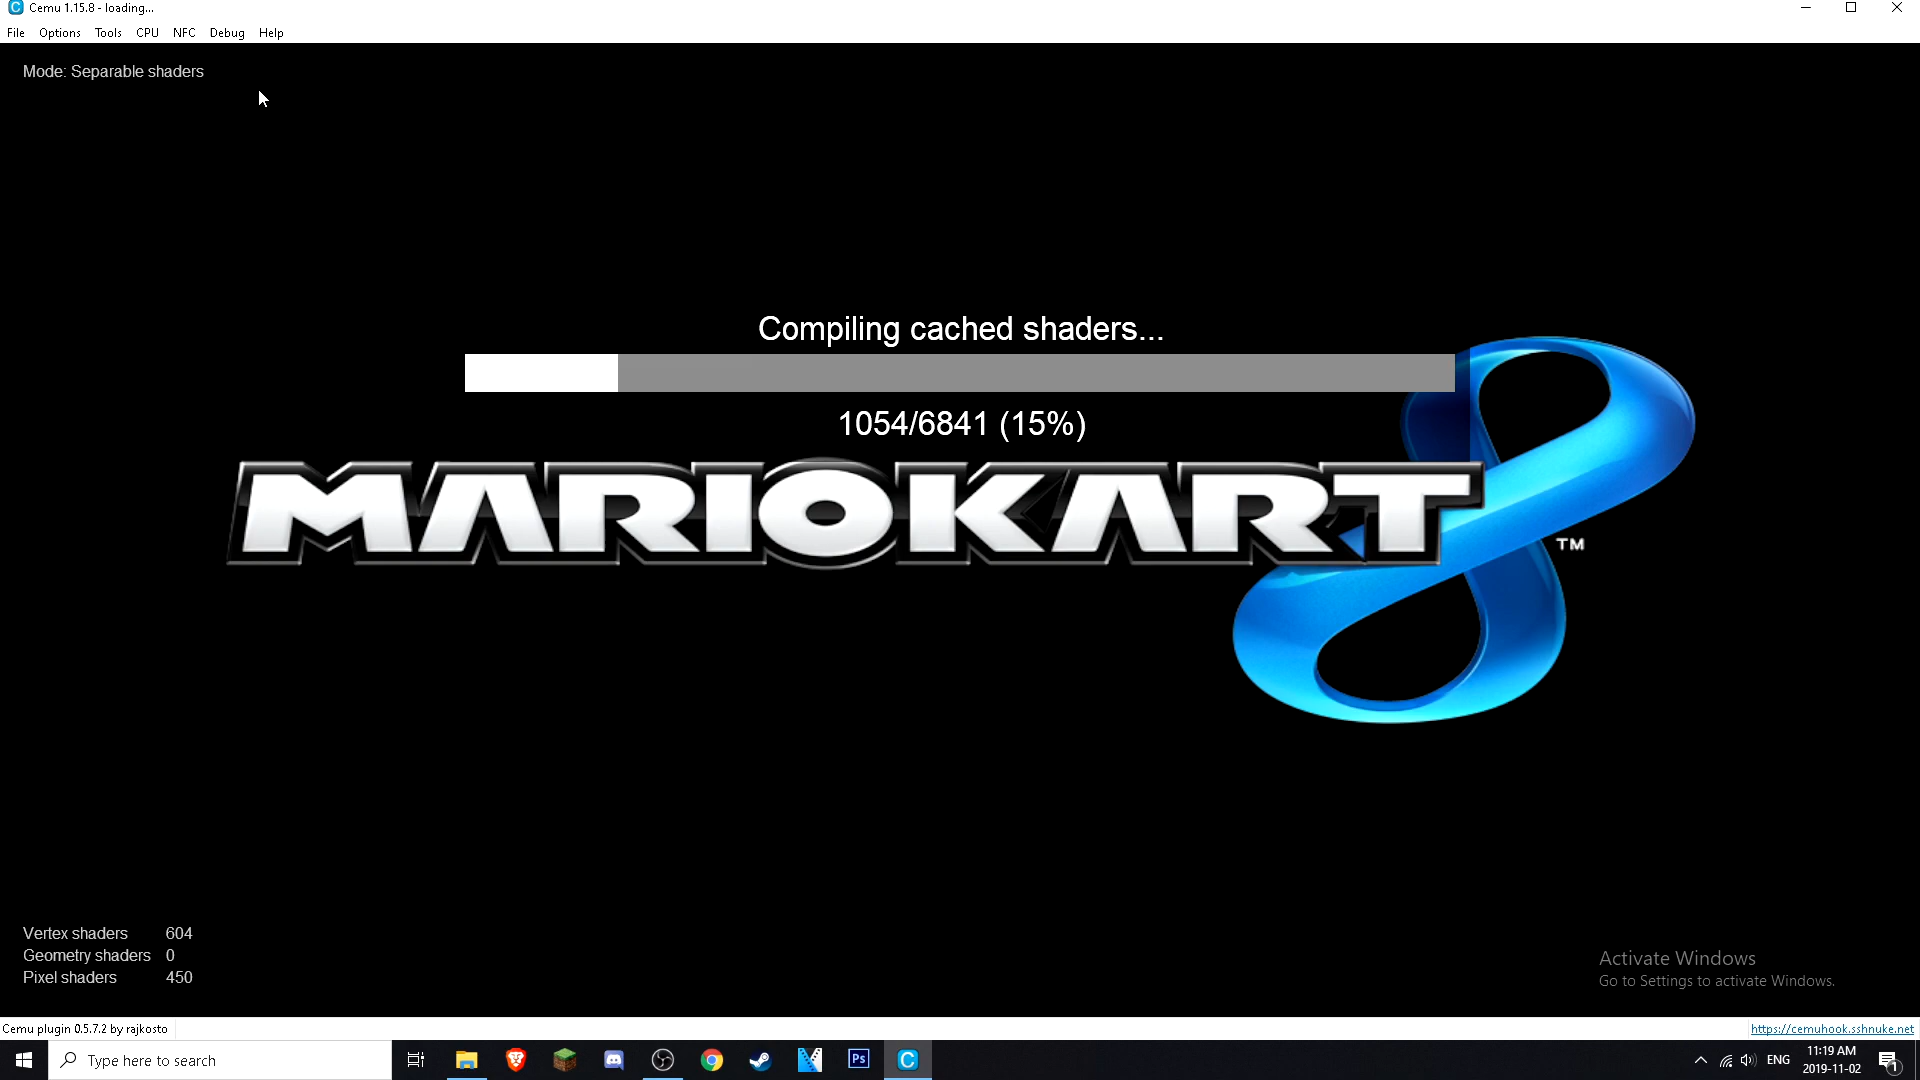 Cemu 1.15.8 - loading...
File Options Tools CPU NFC Debug Help
Mode: Separable shaders
Compiling cached shaders...
1054/6841 (15%)
MARIOKART 8 TM
Vertex shaders 604
Geometry shaders 0
Pixel shaders 450
Activate Windows
Go to Settings to activate Windows.
Cemu plugin 0.5.7.2 by rajkosto https://cemuhook.sshnuke.net
Type here to search Ps C ENG 11:19 AM
2019-11-02 1